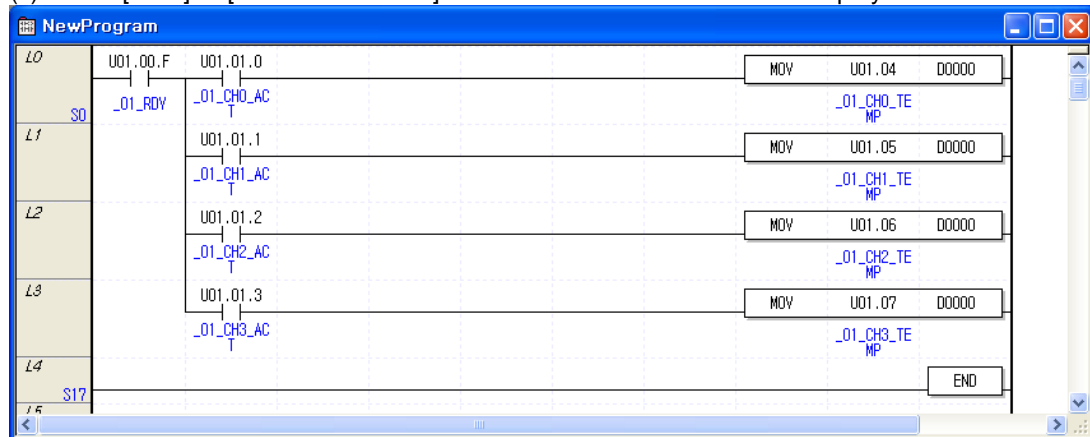 NewProgram
L0
U01.00.F U01.01.0 MOV U01.04 D0000
_01_RDY _01_CH0_AC
T
_01_CH0_TE
MP
S0
L1
U01.01.1 MOV U01.05 D0000
_01_CH1_AC
T
_01_CH1_TE
MP
L2
U01.01.2 MOV U01.06 D0000
_01_CH2_AC
T
_01_CH2_TE
MP
L3
U01.01.3 MOV U01.07 D0000
_01_CH3_AC
T
_01_CH3_TE
MP
L4
END
S17
L5